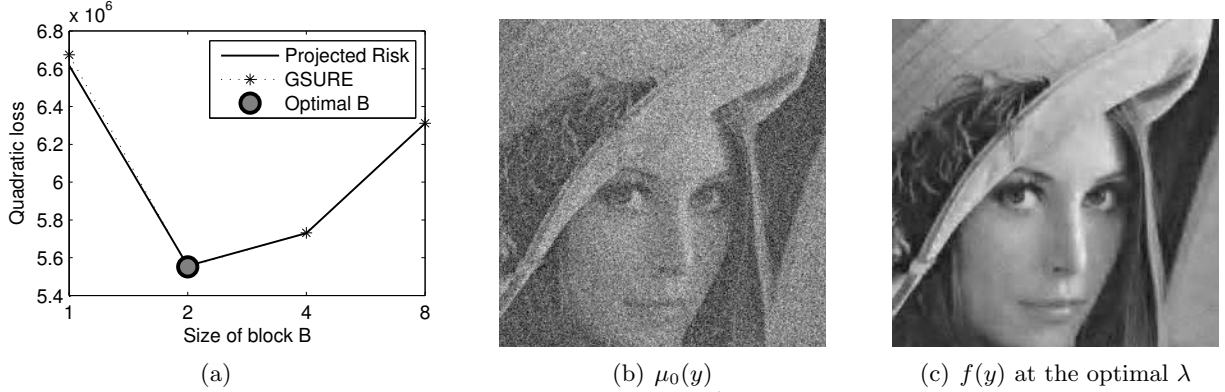 x 10^6
6.8
6.6
6.4
6.2
6
5.8
5.6
5.4
Quadratic loss
Projected Risk
GSURE
Optimal B
1 2 4 8
Size of block B
(a)
(b) μ₀(y)
(c) f(y) at the optimal λ